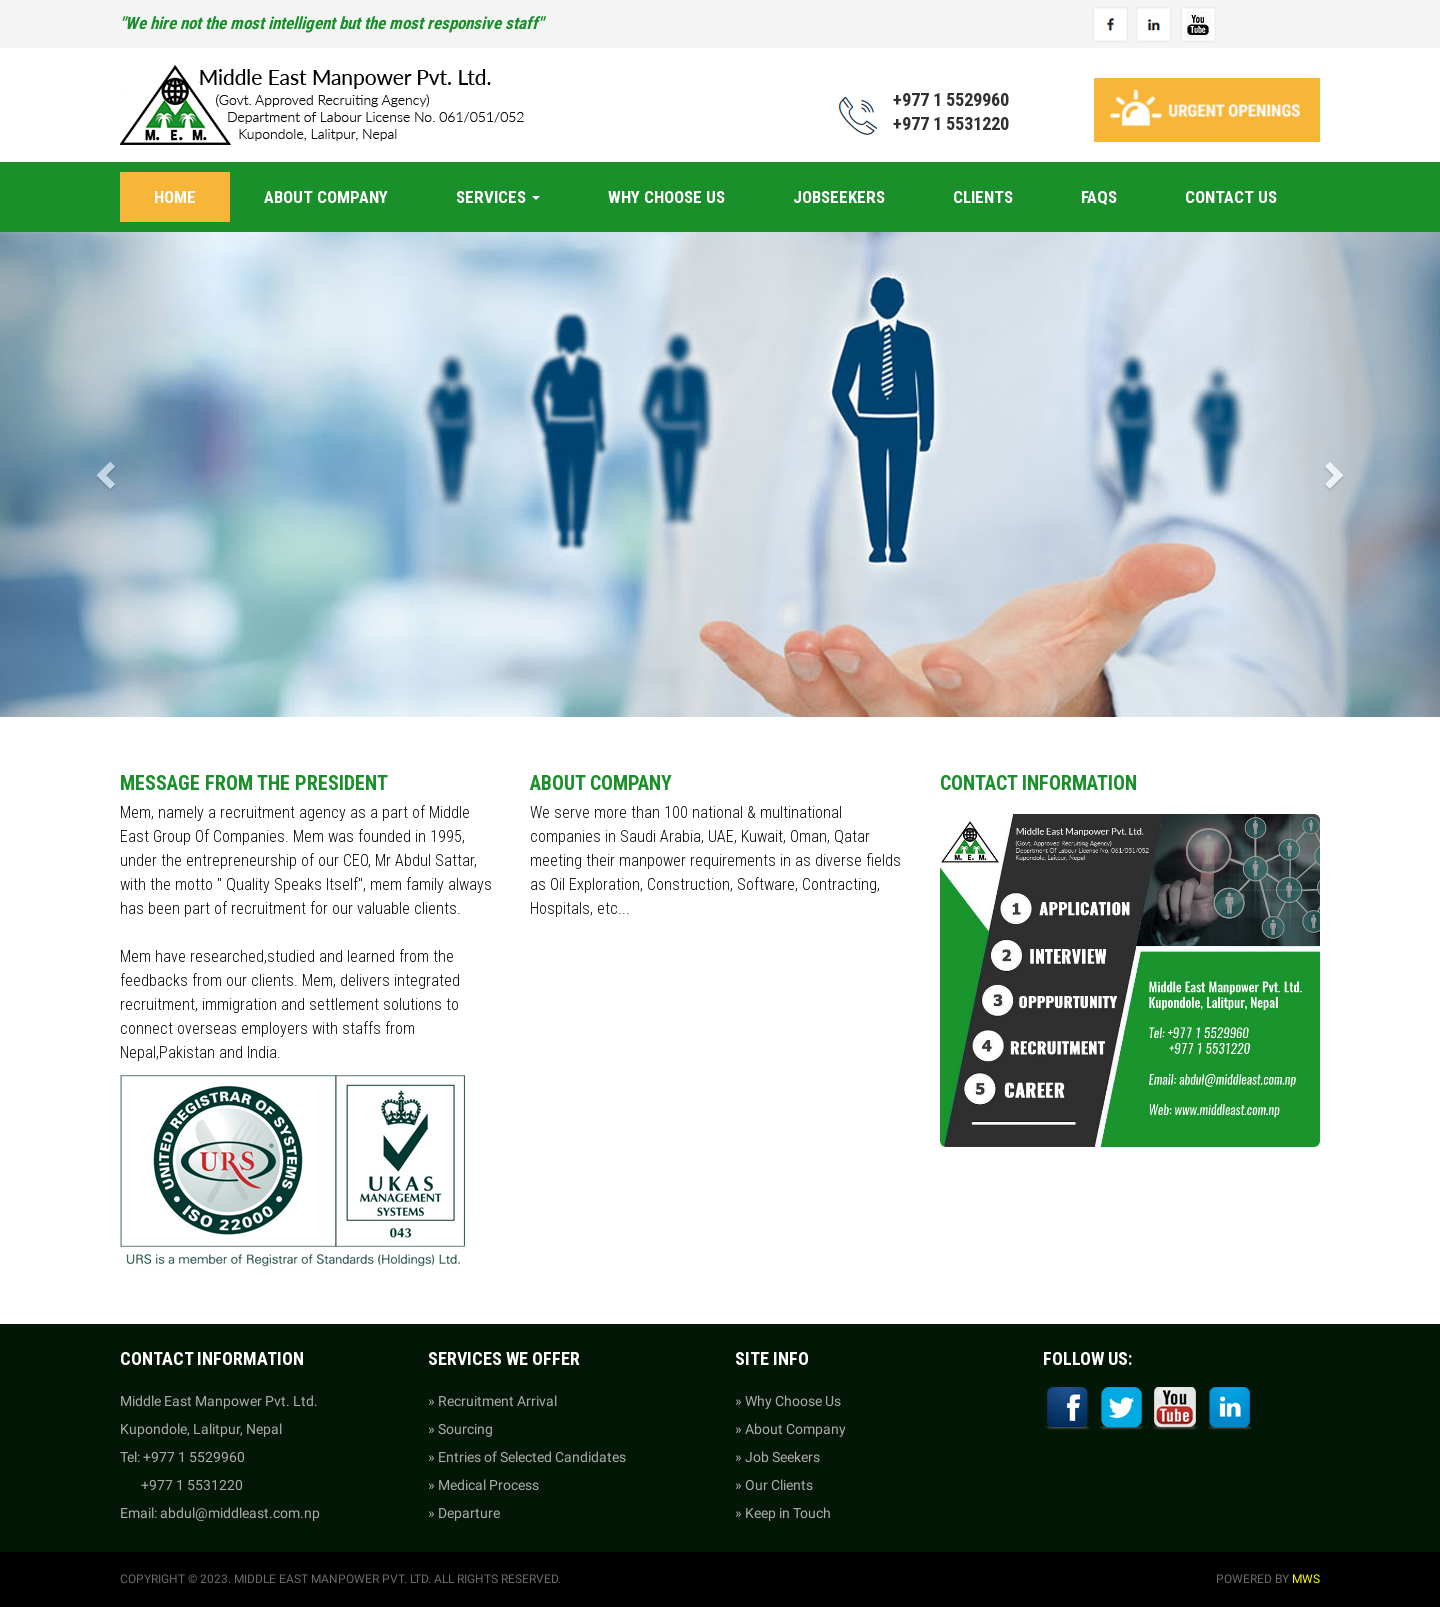 "We hire not the most intelligent but the most responsive staff"
f
in
You Tube
Middle East Manpower Pvt. Ltd.
(Govt. Approved Recruiting Agency)
Department of Labour License No. 061/051/052
Kupondole, Lalitpur, Nepal
M. E. M.
+977 1 5529960
+977 1 5531220
URGENT OPENINGS
HOME
ABOUT COMPANY
SERVICES
WHY CHOOSE US
JOBSEEKERS
CLIENTS
FAQS
CONTACT US
MESSAGE FROM THE PRESIDENT
Mem, namely a recruitment agency as a part of Middle
East Group Of Companies. Mem was founded in 1995,
under the entrepreneurship of our CEO, Mr Abdul Sattar,
with the motto " Quality Speaks Itself", mem family always
has been part of recruitment for our valuable clients.
Mem have researched,studied and learned from the
feedbacks from our clients. Mem, delivers integrated
recruitment, immigration and settlement solutions to
connect overseas employers with staffs from
Nepal,Pakistan and India.
UNITED REGISTRAR OF SYSTEMS
URS
• ISO 22000 •
UKAS
MANAGEMENT
SYSTEMS
043
URS is a member of Registrar of Standards (Holdings) Ltd.
ABOUT COMPANY
We serve more than 100 national & multinational
companies in Saudi Arabia, UAE, Kuwait, Oman, Qatar
meeting their manpower requirements in as diverse fields
as Oil Exploration, Construction, Software, Contracting,
Hospitals, etc...
CONTACT INFORMATION
Middle East Manpower Pvt. Ltd.
(Govt. Approved Recruiting Agency)
Department Of Labour License No. 061/051/052
Kupondole, Laitpur, Nepal
M. E. M.
1 APPLICATION
2 INTERVIEW
3 OPPPURTUNITY
4 RECRUITMENT
5 CAREER
Middle East Manpower Pvt. Ltd.
Kupondole, Lalitpur, Nepal
Tel: +977 1 5529960
+977 1 5531220
Email: abdul@middleast.com.np
Web: www.middleast.com.np
CONTACT INFORMATION
Middle East Manpower Pvt. Ltd.
Kupondole, Lalitpur, Nepal
Tel: +977 1 5529960
+977 1 5531220
Email: abdul@middleast.com.np
SERVICES WE OFFER
» Recruitment Arrival
» Sourcing
» Entries of Selected Candidates
» Medical Process
» Departure
SITE INFO
» Why Choose Us
» About Company
» Job Seekers
» Our Clients
» Keep in Touch
FOLLOW US:
f
You Tube
in
COPYRIGHT © 2023. MIDDLE EAST MANPOWER PVT. LTD. ALL RIGHTS RESERVED.
POWERED BY MWS